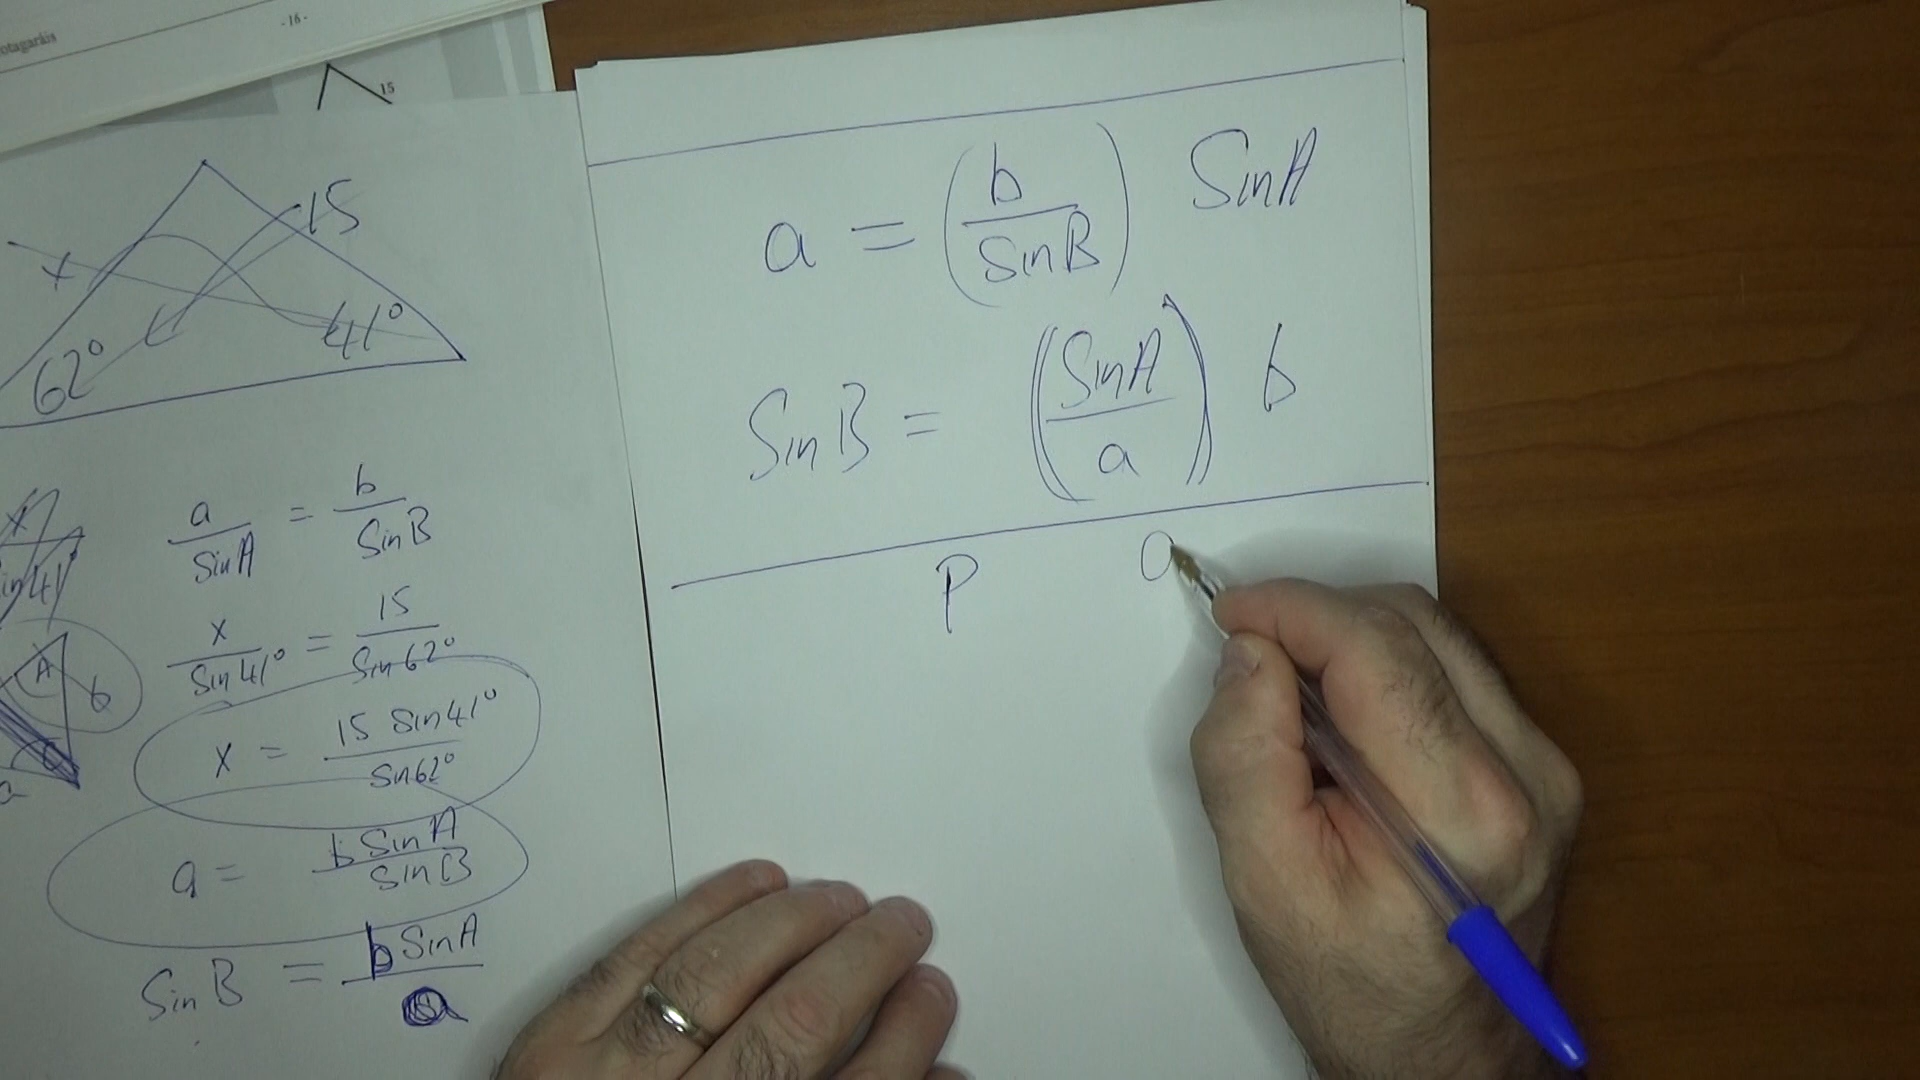 - 16 -
15
15
x
62° 41°
x
a/SinA = b/SinB
x/Sin41° = 15/Sin62°
A
b
C
a
x = 15 Sin41°/Sin62°
a = b SinA/SinB
SinB = b SinA/a
a = (b/SinB) SinA
SinB = (SinA/a) b
P